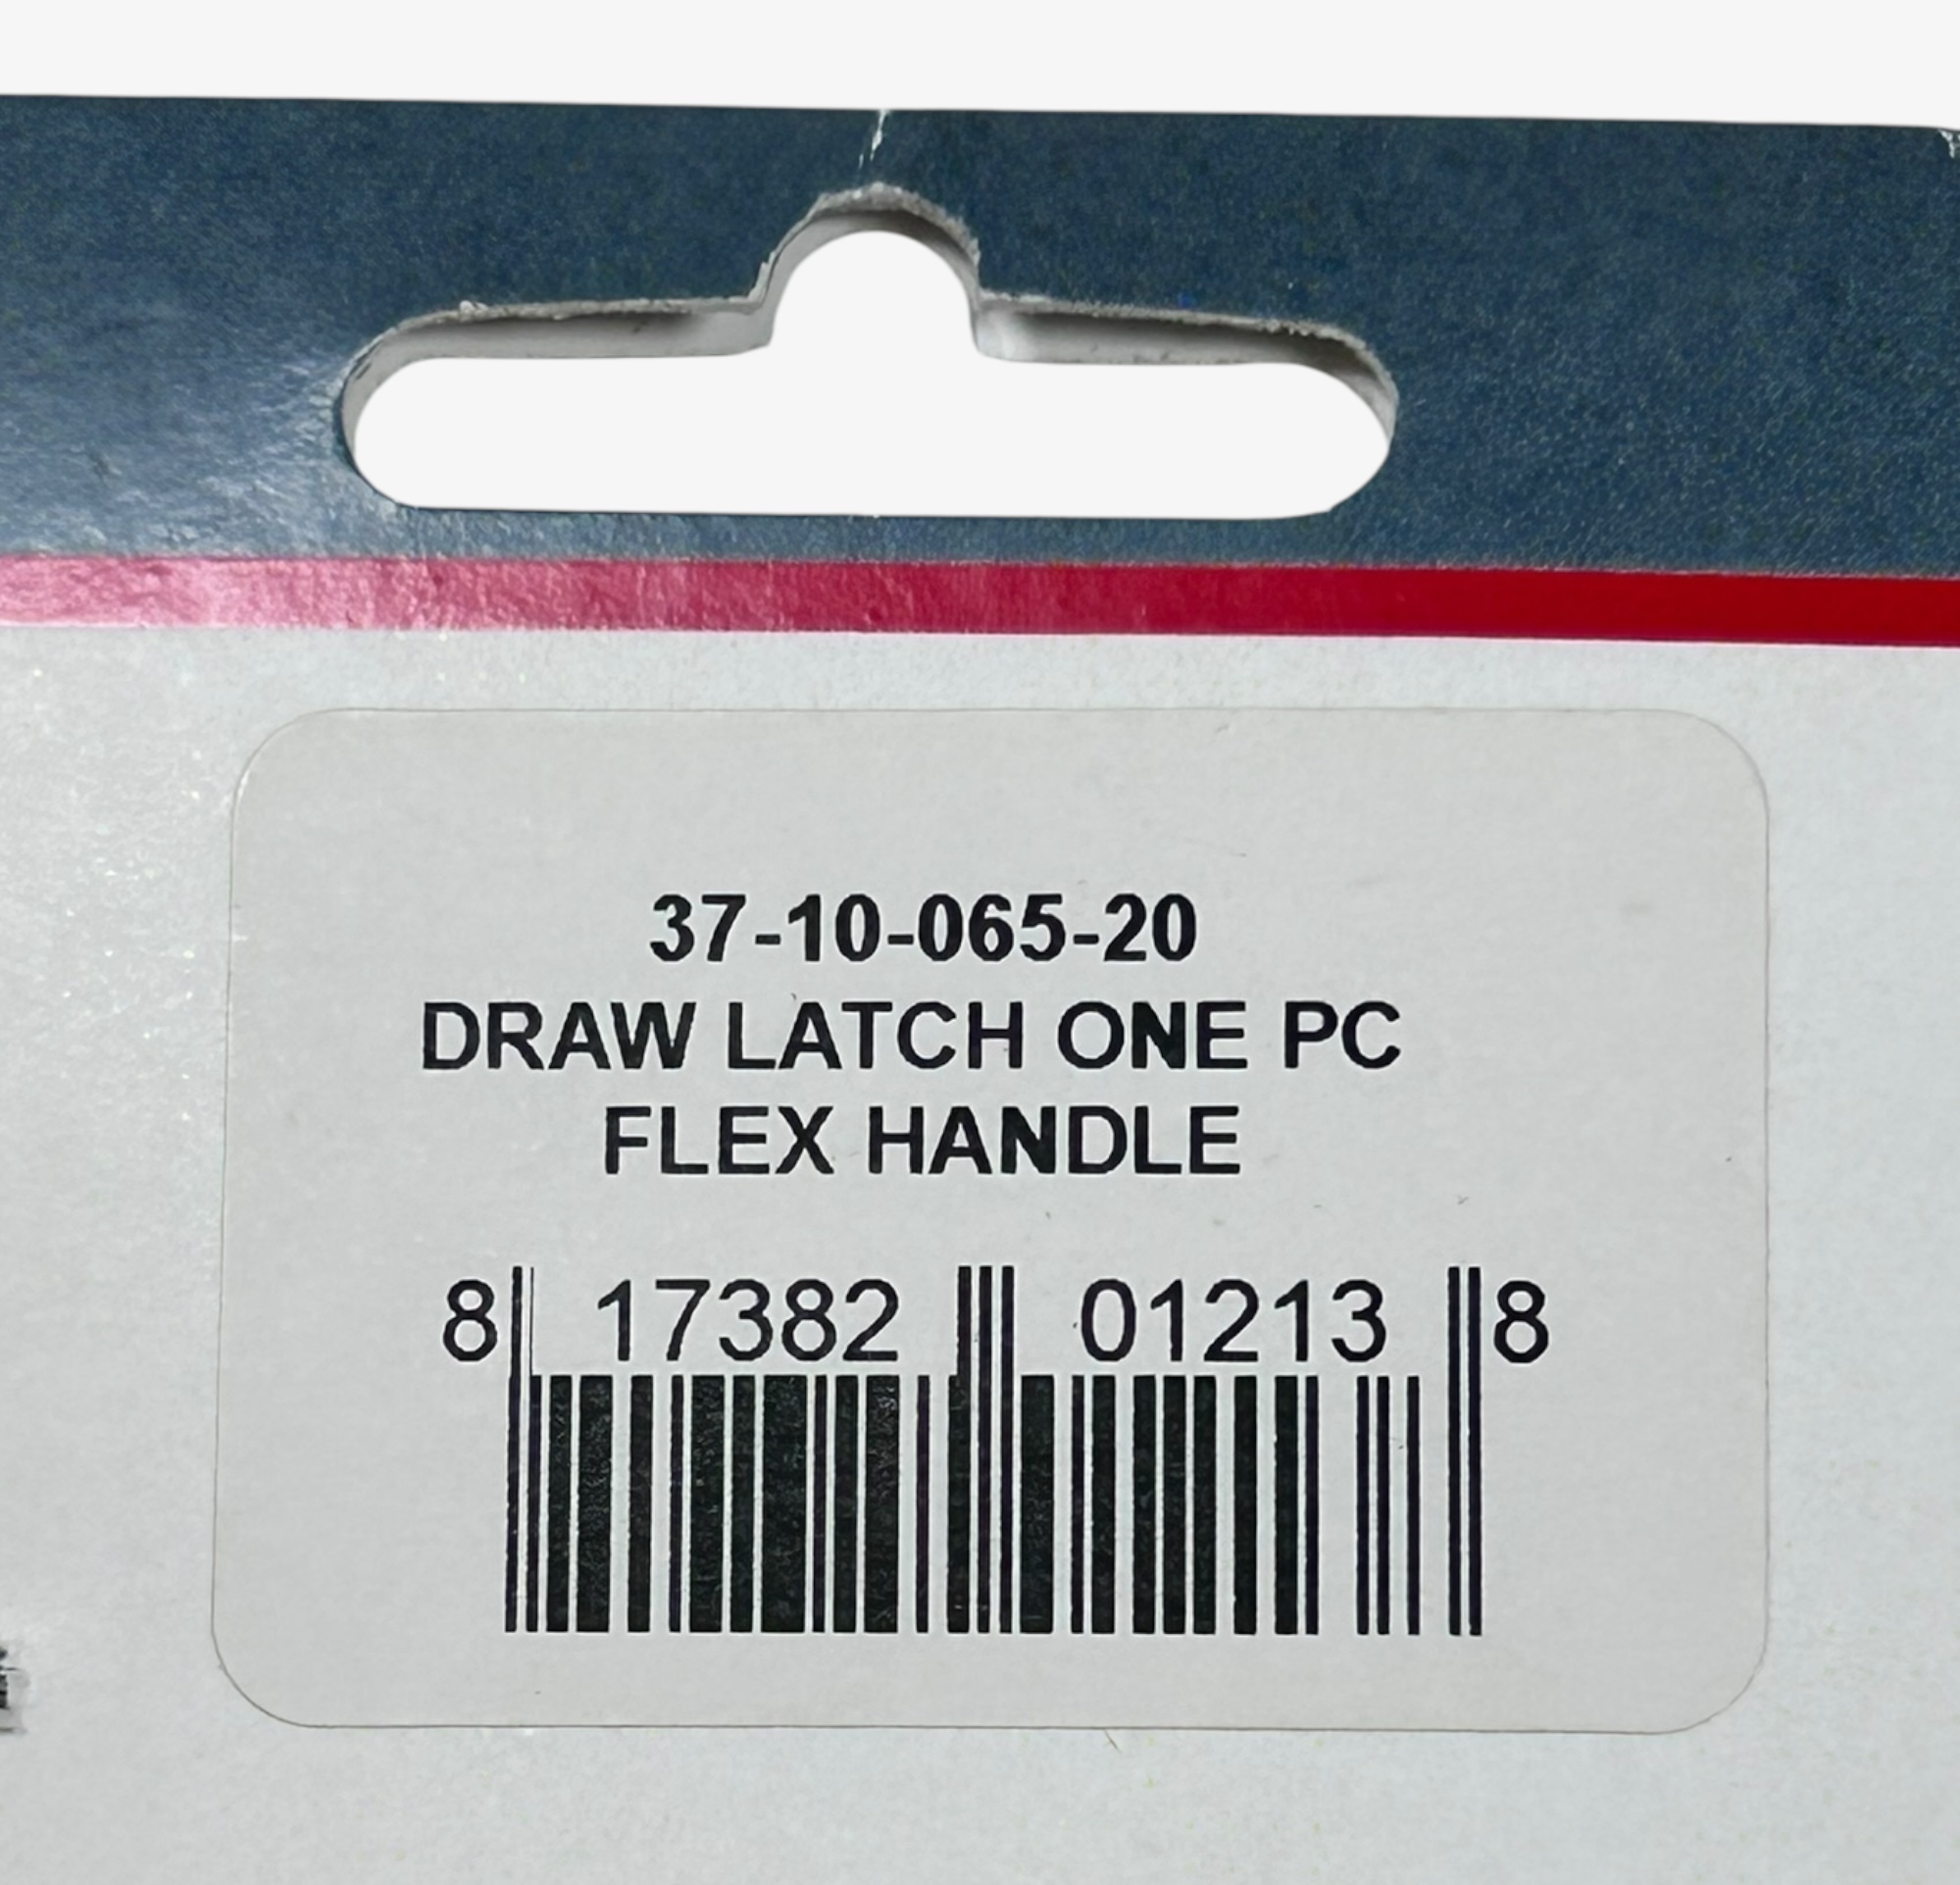 37-10-065-20
DRAW LATCH ONE PC
FLEX HANDLE
8 17382 01213 8